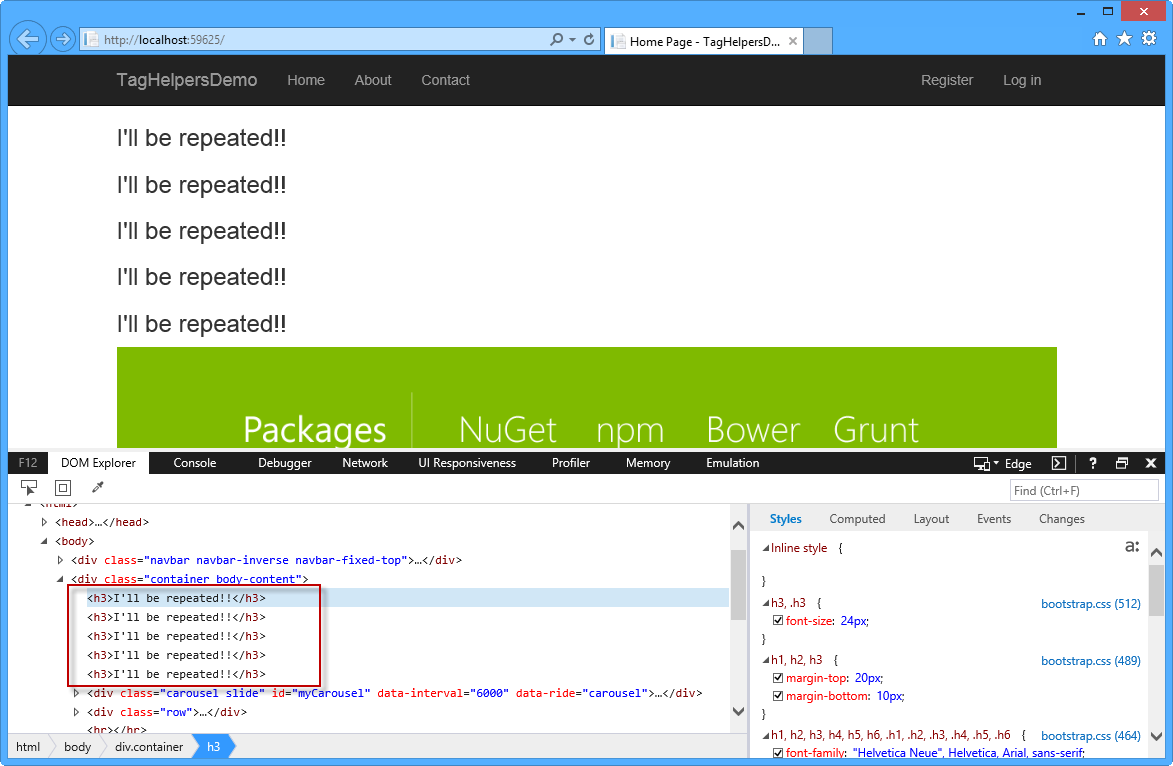 http://localhost:59625/
Home Page - TagHelpersD...
TagHelpersDemo Home About Contact Register Log in
I'll be repeated!!
I'll be repeated!!
I'll be repeated!!
I'll be repeated!!
I'll be repeated!!
Packages NuGet npm Bower Grunt
F12 DOM Explorer Console Debugger Network UI Responsiveness Profiler Memory Emulation Edge ?
Find (Ctrl+F)
<html>
<head>…</head>
<body>
<div class="navbar navbar-inverse navbar-fixed-top">…</div>
<div class="container body-content">
<h3>I'll be repeated!!</h3>
<h3>I'll be repeated!!</h3>
<h3>I'll be repeated!!</h3>
<h3>I'll be repeated!!</h3>
<h3>I'll be repeated!!</h3>
<div class="carousel slide" id="myCarousel" data-interval="6000" data-ride="carousel">…</div>
<div class="row">…</div>
<hr></hr>
html body div.container h3
Styles Computed Layout Events Changes
Inline style {
a:
}
h3, .h3 { bootstrap.css (512)
font-size: 24px;
}
h1, h2, h3 { bootstrap.css (489)
margin-top: 20px;
margin-bottom: 10px;
}
h1, h2, h3, h4, h5, h6, .h1, .h2, .h3, .h4, .h5, .h6 { bootstrap.css (464)
font-family: "Helvetica Neue", Helvetica, Arial, sans-serif;